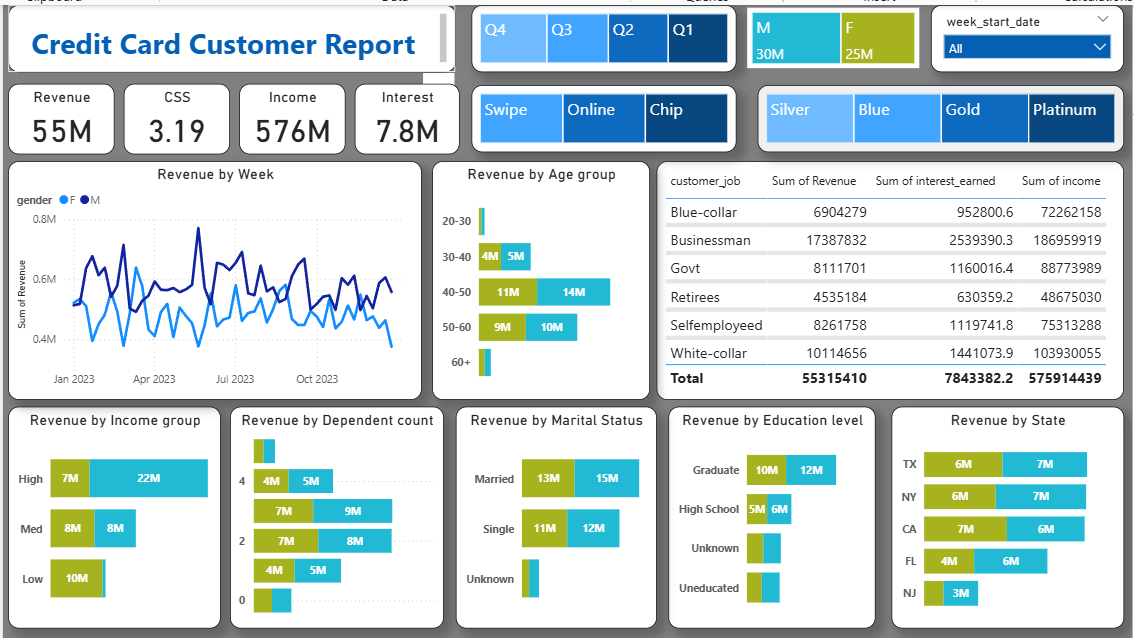 Clipboard
Data
Queries
Insert
Calculations
Credit Card Customer Report
Q4 Q3 Q2 Q1
M F
30M 25M
week_start_date
All
Revenue
55M
CSS
3.19
Income
576M
Interest
7.8M
Swipe Online Chip
Silver Blue Gold Platinum
Revenue by Week
gender F M
0.8M
0.6M
0.4M
Sum of Revenue
Jan 2023 Apr 2023 Jul 2023 Oct 2023
Revenue by Age group
20-30
30-40 4M 5M
40-50 11M 14M
50-60 9M 10M
60+
customer_job Sum of Revenue Sum of interest_earned Sum of income
Blue-collar 6904279 952800.6 72262158
Businessman 17387832 2539390.3 186959919
Govt 8111701 1160016.4 88773989
Retirees 4535184 630359.2 48675030
Selfemployeed 8261758 1119741.8 75313288
White-collar 10114656 1441073.9 103930055
Total 55315410 7843382.2 575914439
Revenue by Income group
High 7M 22M
Med 8M 8M
Low 10M
Revenue by Dependent count
4 4M 5M
7M 9M
2 7M 8M
4M 5M
0
Revenue by Marital Status
Married 13M 15M
Single 11M 12M
Unknown
Revenue by Education level
Graduate 10M 12M
High School 5M 6M
Unknown
Uneducated
Revenue by State
TX 6M 7M
NY 6M 7M
CA 7M 6M
FL 4M 6M
NJ 3M